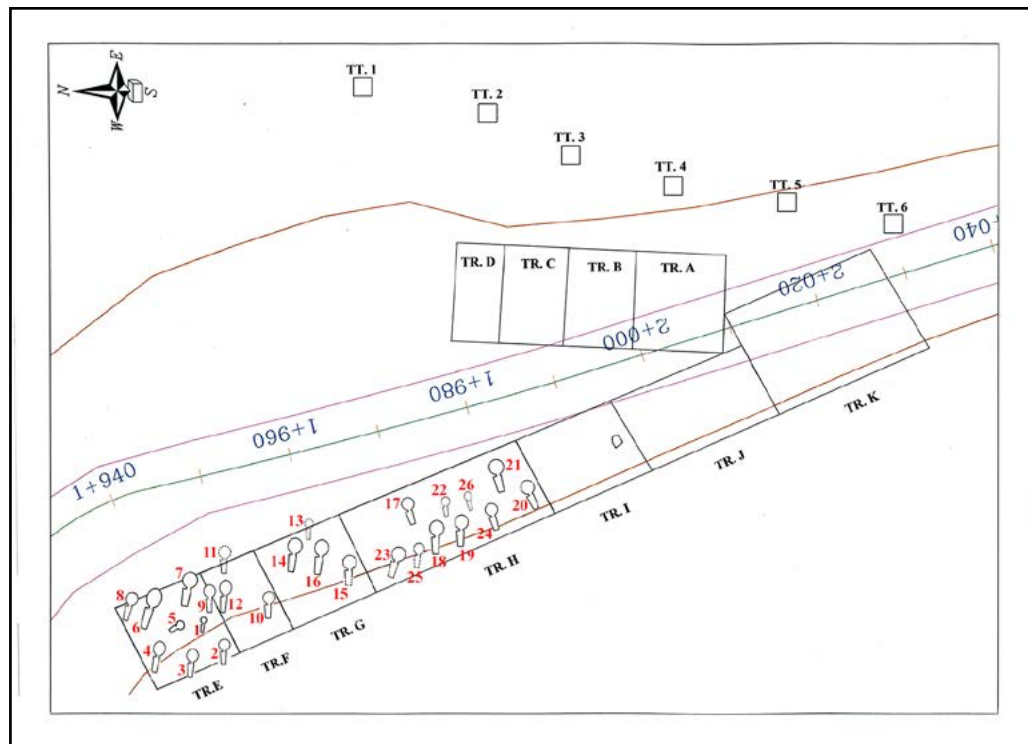 E
N
S
W
TT. 1
TT. 2
TT. 3
TT. 4
TT. 5
TT. 6
TR. D
TR. C
TR. B
TR. A
+040
2+020
2+000
1+980
1+960
1+940
TR. K
TR. J
TR. I
TR. H
TR. G
TR.F
TR.E
21
22
26
17
20
24
13
18
19
14
16
23
25
11
15
7
8
9
12
6
5
1
10
4
3
2